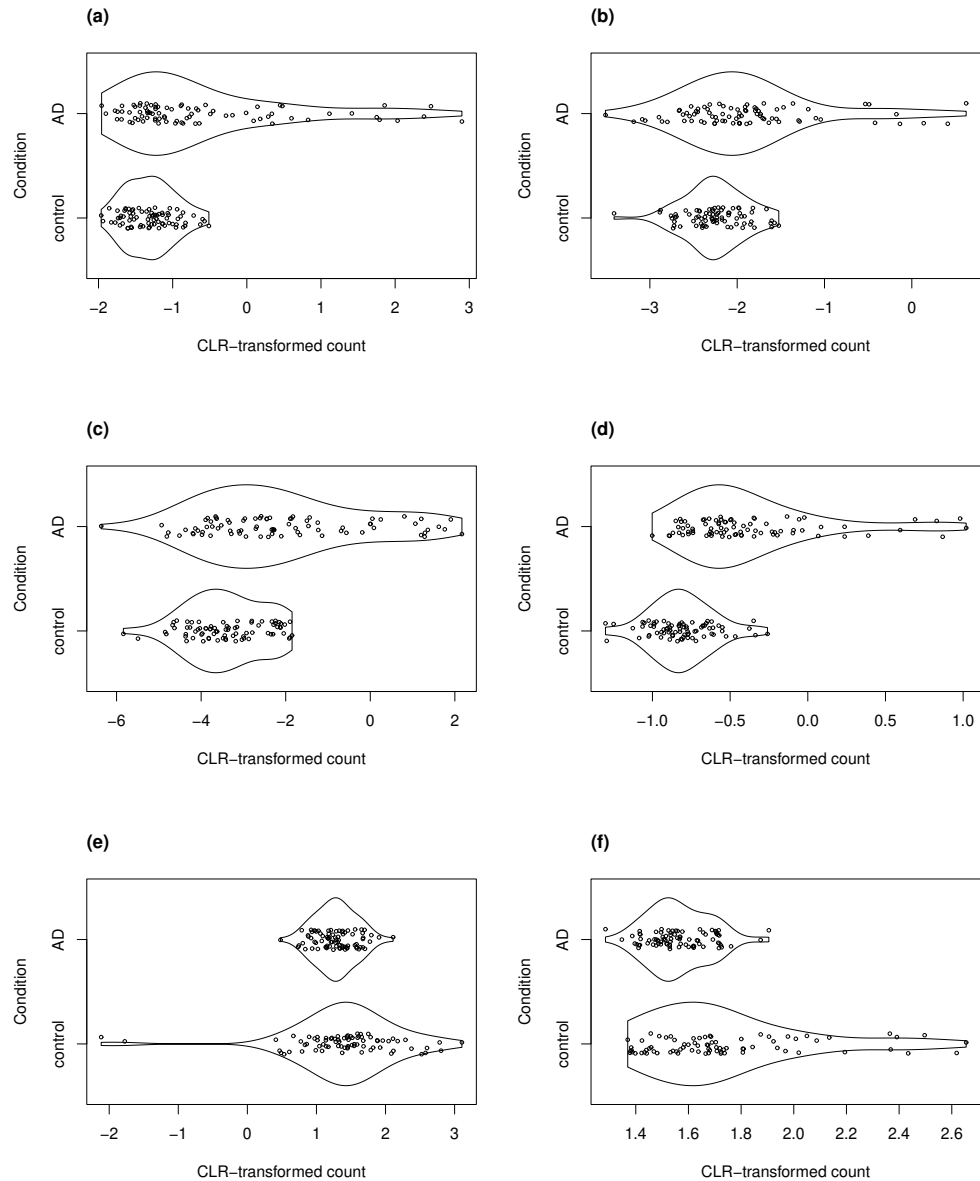 (a)
Condition
AD
control
−2 −1 0 1 2 3
CLR−transformed count
(b)
Condition
AD
control
−3 −2 −1 0
CLR−transformed count
(c)
Condition
AD
control
−6 −4 −2 0 2
CLR−transformed count
(d)
Condition
AD
control
−1.0 −0.5 0.0 0.5 1.0
CLR−transformed count
(e)
Condition
AD
control
−2 −1 0 1 2 3
CLR−transformed count
(f)
Condition
AD
control
1.4 1.6 1.8 2.0 2.2 2.4 2.6
CLR−transformed count